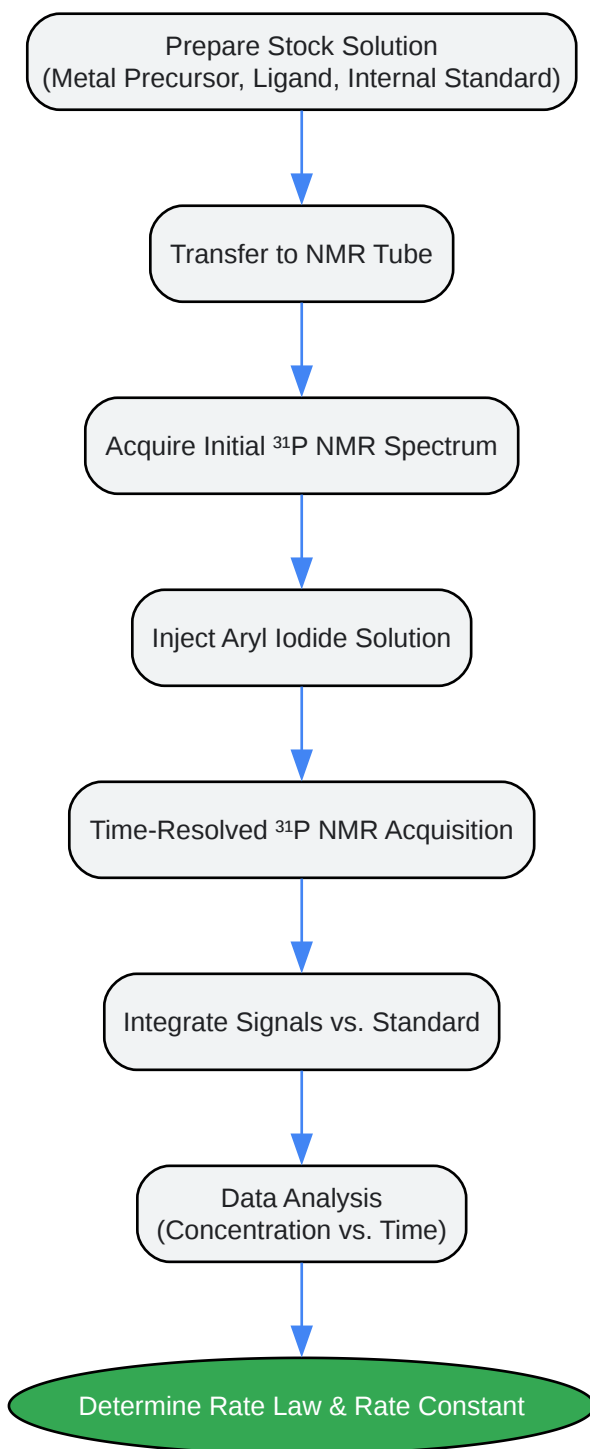 Prepare Stock Solution
(Metal Precursor, Ligand, Internal Standard)
Transfer to NMR Tube
Acquire Initial ³¹P NMR Spectrum
Inject Aryl Iodide Solution
Time-Resolved ³¹P NMR Acquisition
Integrate Signals vs. Standard
Data Analysis
(Concentration vs. Time)
Determine Rate Law & Rate Constant